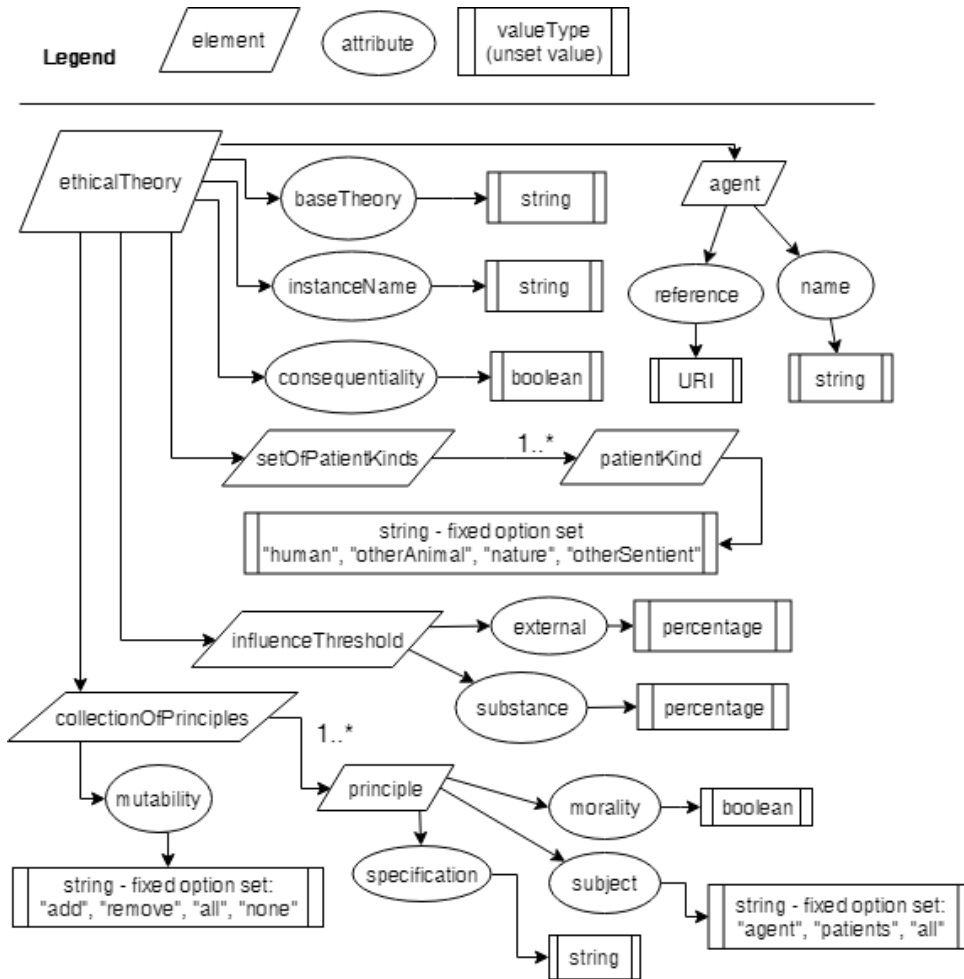 Legend
element
attribute
valueType
(unset value)
ethicalTheory
agent
baseTheory
string
instanceName
string
reference
name
consequentiality
boolean
URI
string
setOfPatientKinds
1..*
patientKind
string - fixed option set
"human", "otherAnimal", "nature", "otherSentient"
influenceThreshold
external
percentage
substance
percentage
collectionOfPrinciples
1..*
mutability
principle
morality
boolean
string - fixed option set:
"add", "remove", "all", "none"
specification
subject
string - fixed option set:
"agent", "patients", "all"
string